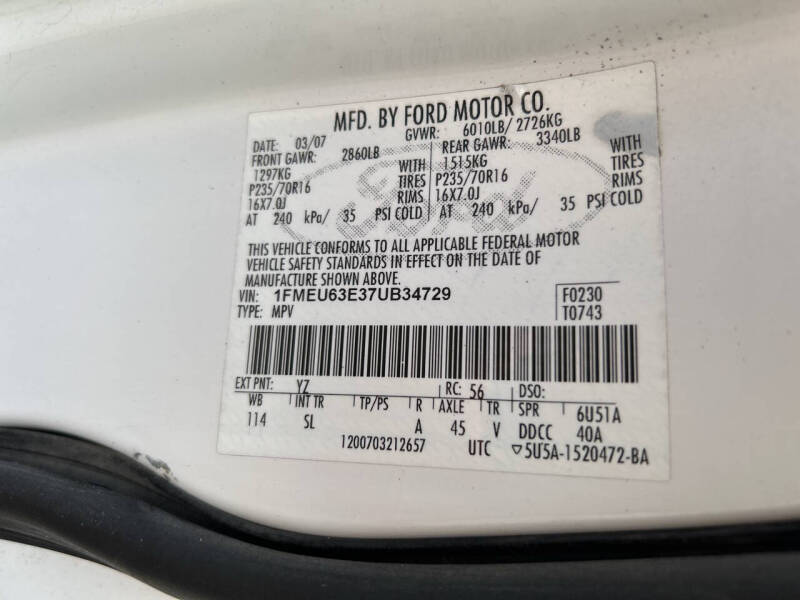 MFD. BY FORD MOTOR CO.
DATE: 03/07 GVWR: 6010LB/ 2726KG
FRONT GAWR: 2860LB REAR GAWR: 3340LB
1297KG WITH 1515KG WITH
P235/70R16 TIRES P235/70R16 TIRES
16X7.0J RIMS 16X7.0J RIMS
AT 240 kPa/ 35 PSI COLD AT 240 kPa/ 35 PSI COLD
Ford
THIS VEHICLE CONFORMS TO ALL APPLICABLE FEDERAL MOTOR
VEHICLE SAFETY STANDARDS IN EFFECT ON THE DATE OF
MANUFACTURE SHOWN ABOVE.
VIN: 1FMEU63E37UB34729 F0230
TYPE: MPV T0743
EXT PNT: YZ RC: 56 DSO:
WB INT TR TP/PS R AXLE TR SPR 6U51A
114 SL A 45 V DDCC 40A
1200703212657 UTC ▽5U5A-1520472-BA